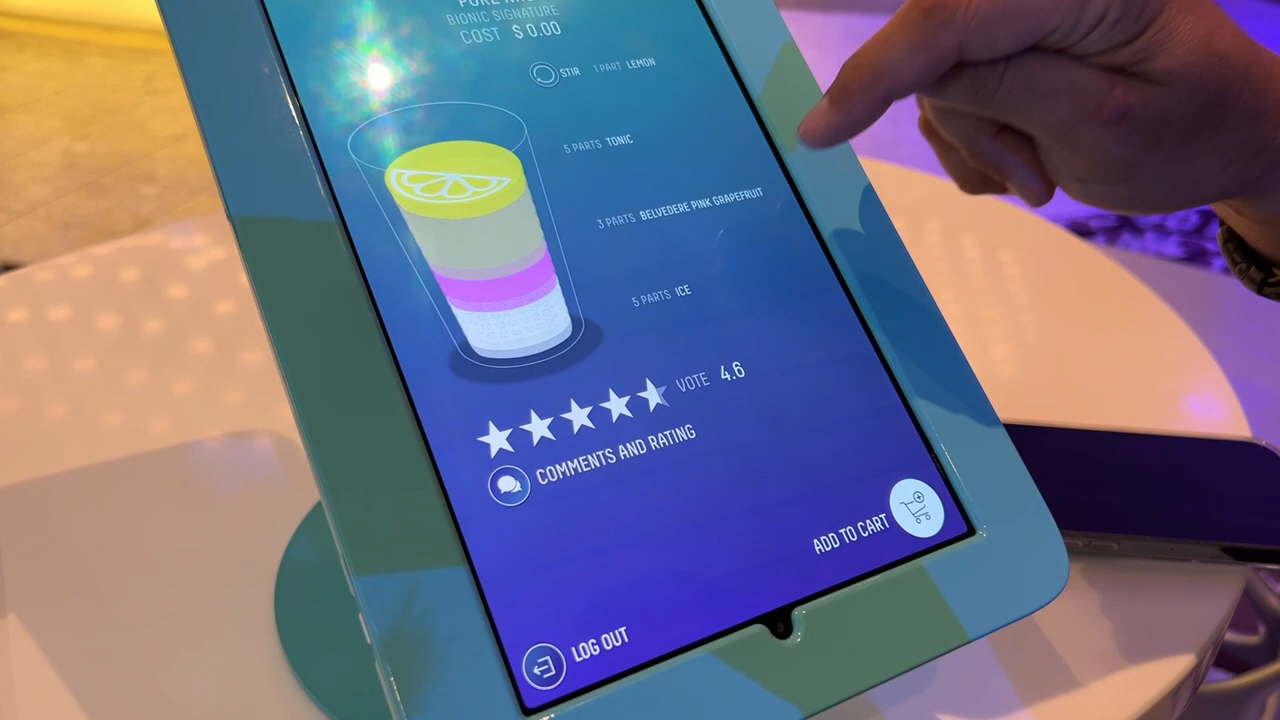 BIONIC SIGNATURE
COST $ 0.00
STIR 1 PART LEMON
5 PARTS TONIC
3 PARTS BELVEDERE PINK GRAPEFRUIT
5 PARTS ICE
VOTE 4.6
COMMENTS AND RATING
ADD TO CART
LOG OUT